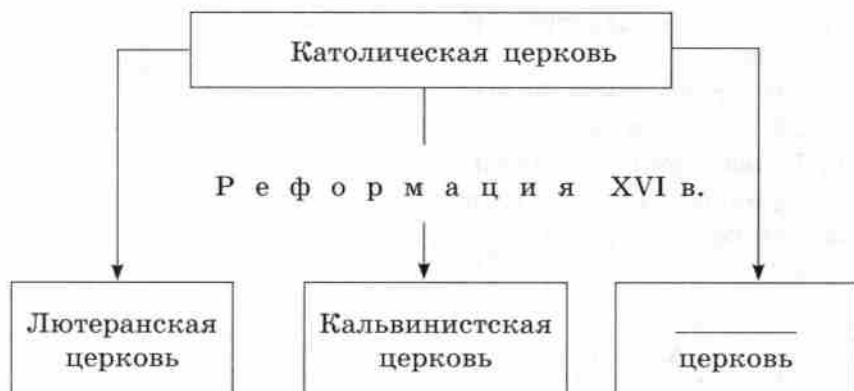 Католическая церковь
Реформация XVI в.
Лютеранская
церковь
Кальвинистская
церковь
церковь